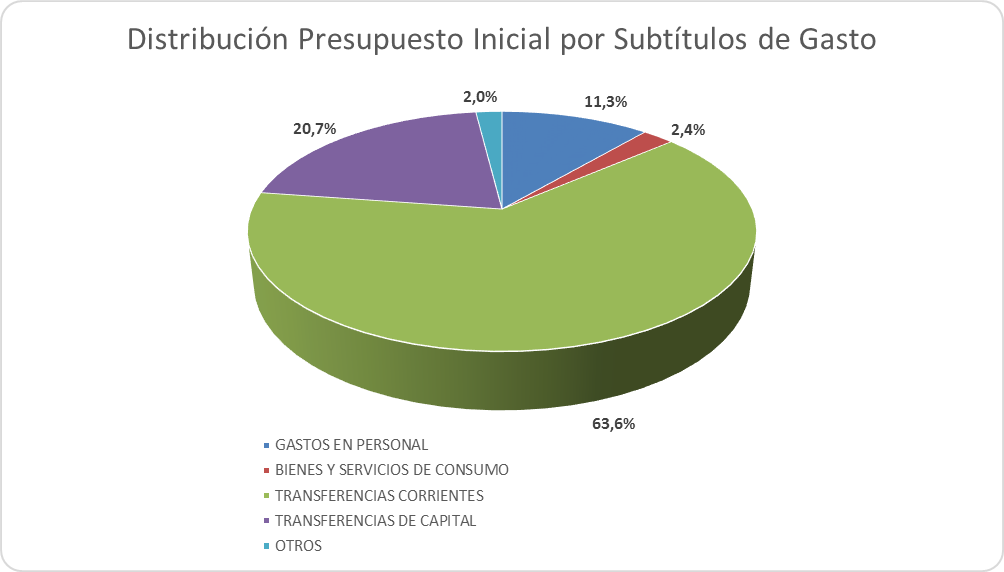 Distribución Presupuesto Inicial por Subtítulos de Gasto
2,0%
11,3%
20,7%
2,4%
63,6%
GASTOS EN PERSONAL
BIENES Y SERVICIOS DE CONSUMO
TRANSFERENCIAS CORRIENTES
TRANSFERENCIAS DE CAPITAL
OTROS